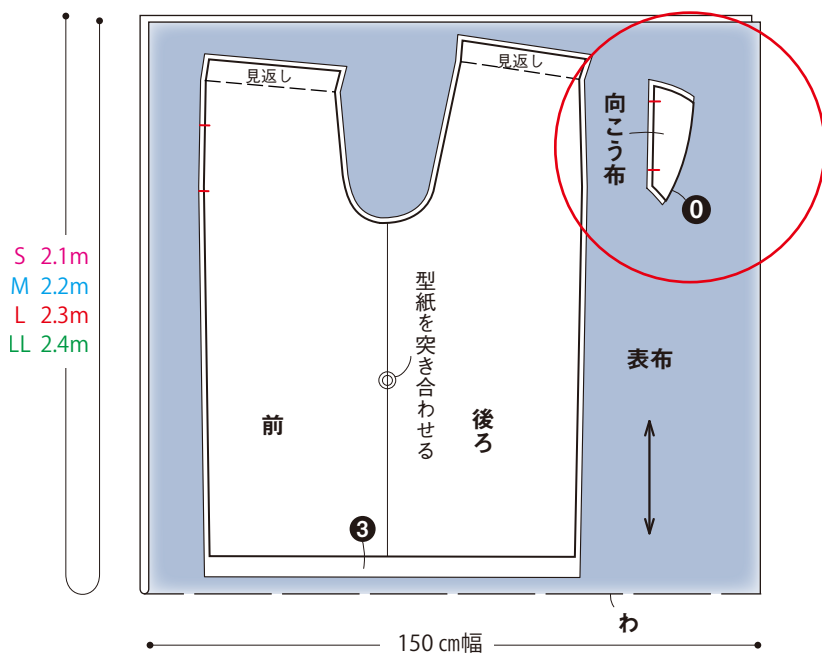 見返し
見返し
向こう布
0
S 2.1m
M 2.2m
L 2.3m
LL 2.4m
型紙を突き合わせる
表布
前
後ろ
3
わ
150 cm幅